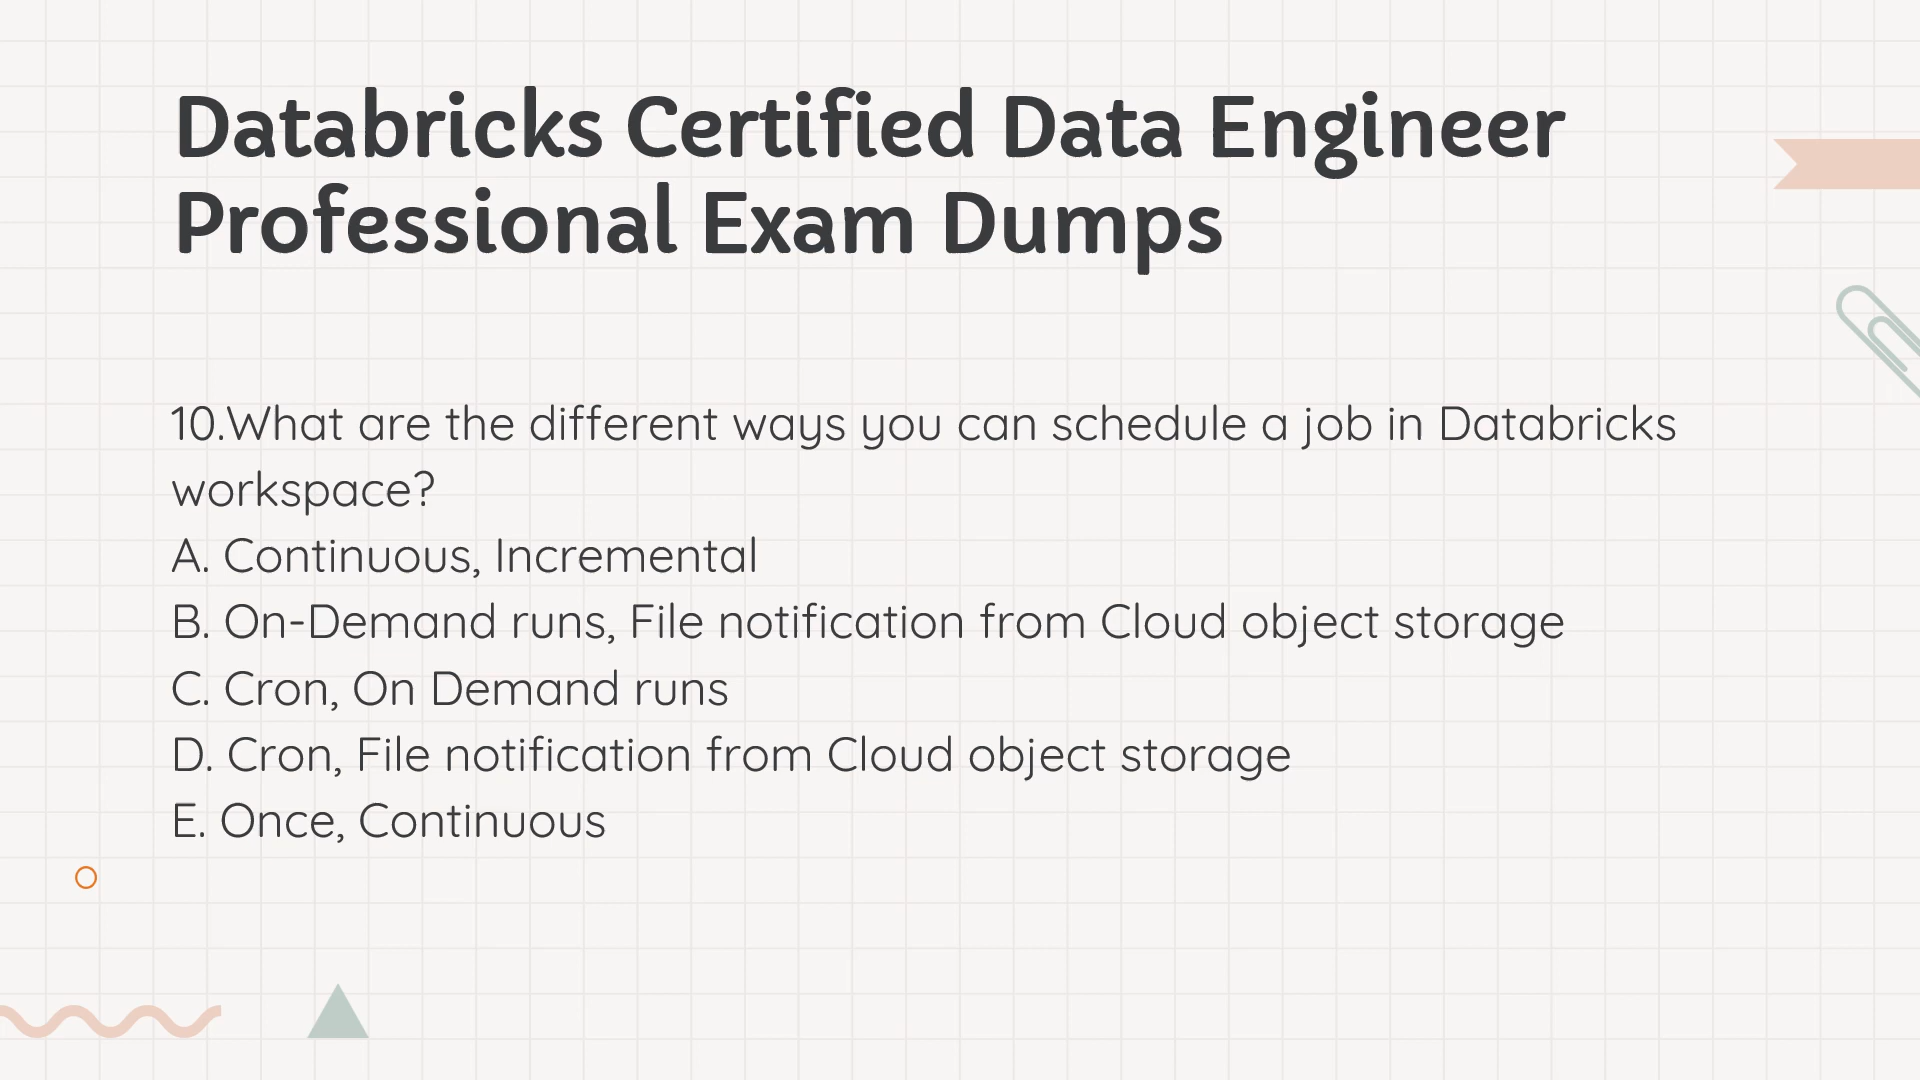 Databricks Certified Data Engineer
Professional Exam Dumps
10.What are the different ways you can schedule a job in Databricks
workspace?
A. Continuous, Incremental
B. On-Demand runs, File notification from Cloud object storage
C. Cron, On Demand runs
D. Cron, File notification from Cloud object storage
E. Once, Continuous